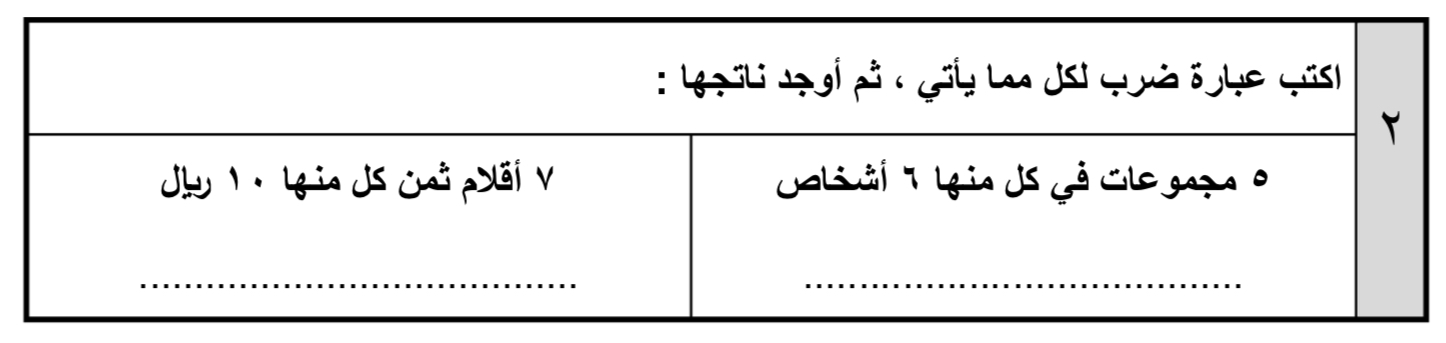 ٢
اكتب عبارة ضرب لكل مما يأتي ، ثم أوجد ناتجها :
٥ مجموعات في كل منها ٦ أشخاص
......................................
٧ أقلام ثمن كل منها ١٠ ريال
......................................